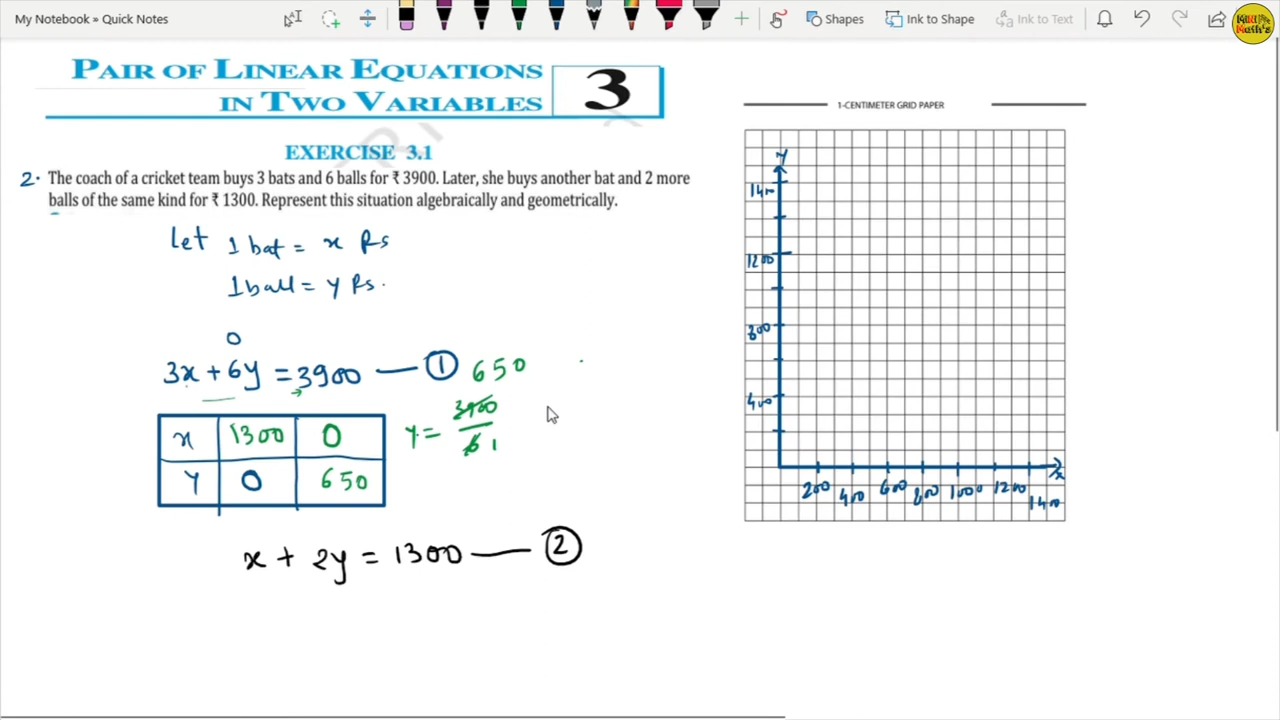 My Notebook » Quick Notes
Shapes
Ink to Shape
Ink to Text
PAIR OF LINEAR EQUATIONS
IN TWO VARIABLES
3
EXERCISE 3.1
2. The coach of a cricket team buys 3 bats and 6 balls for ₹ 3900. Later, she buys another bat and 2 more
balls of the same kind for ₹ 1300. Represent this situation algebraically and geometrically.
Let 1 bat = x Rs
1 ball = y Rs.
0
3x + 6y = 3900 — ① 650
x 1300 0
y = 3900
6 1
Y 0 650
x + 2y = 1300 — ②
1-CENTIMETER GRID PAPER
Y
1400
1200
800
400
200 400 600 800 1000 1200 1400
x